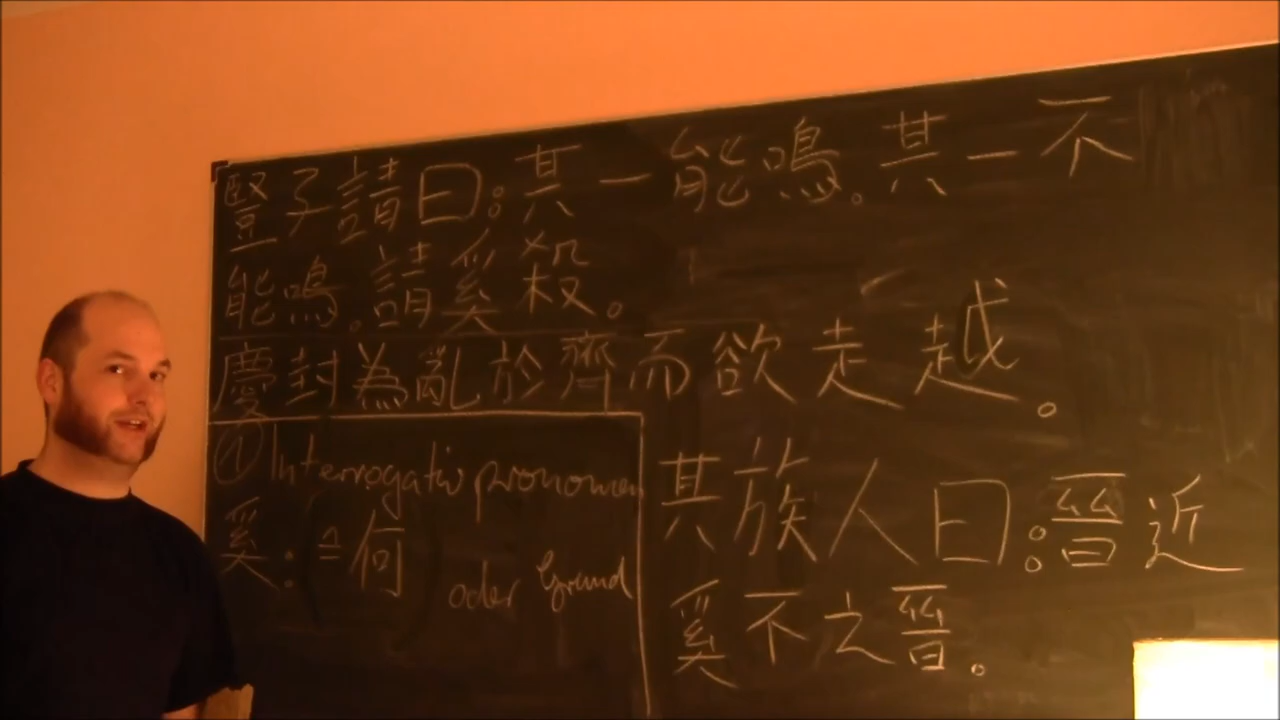 豎子請曰:其一能鳴。其一不
能鳴。請奚殺。
慶封為亂於齊而欲走越。
其族人曰:晉近
奚不之晉。
① Interrogativpronomen
奚: (≙何) oder Grund